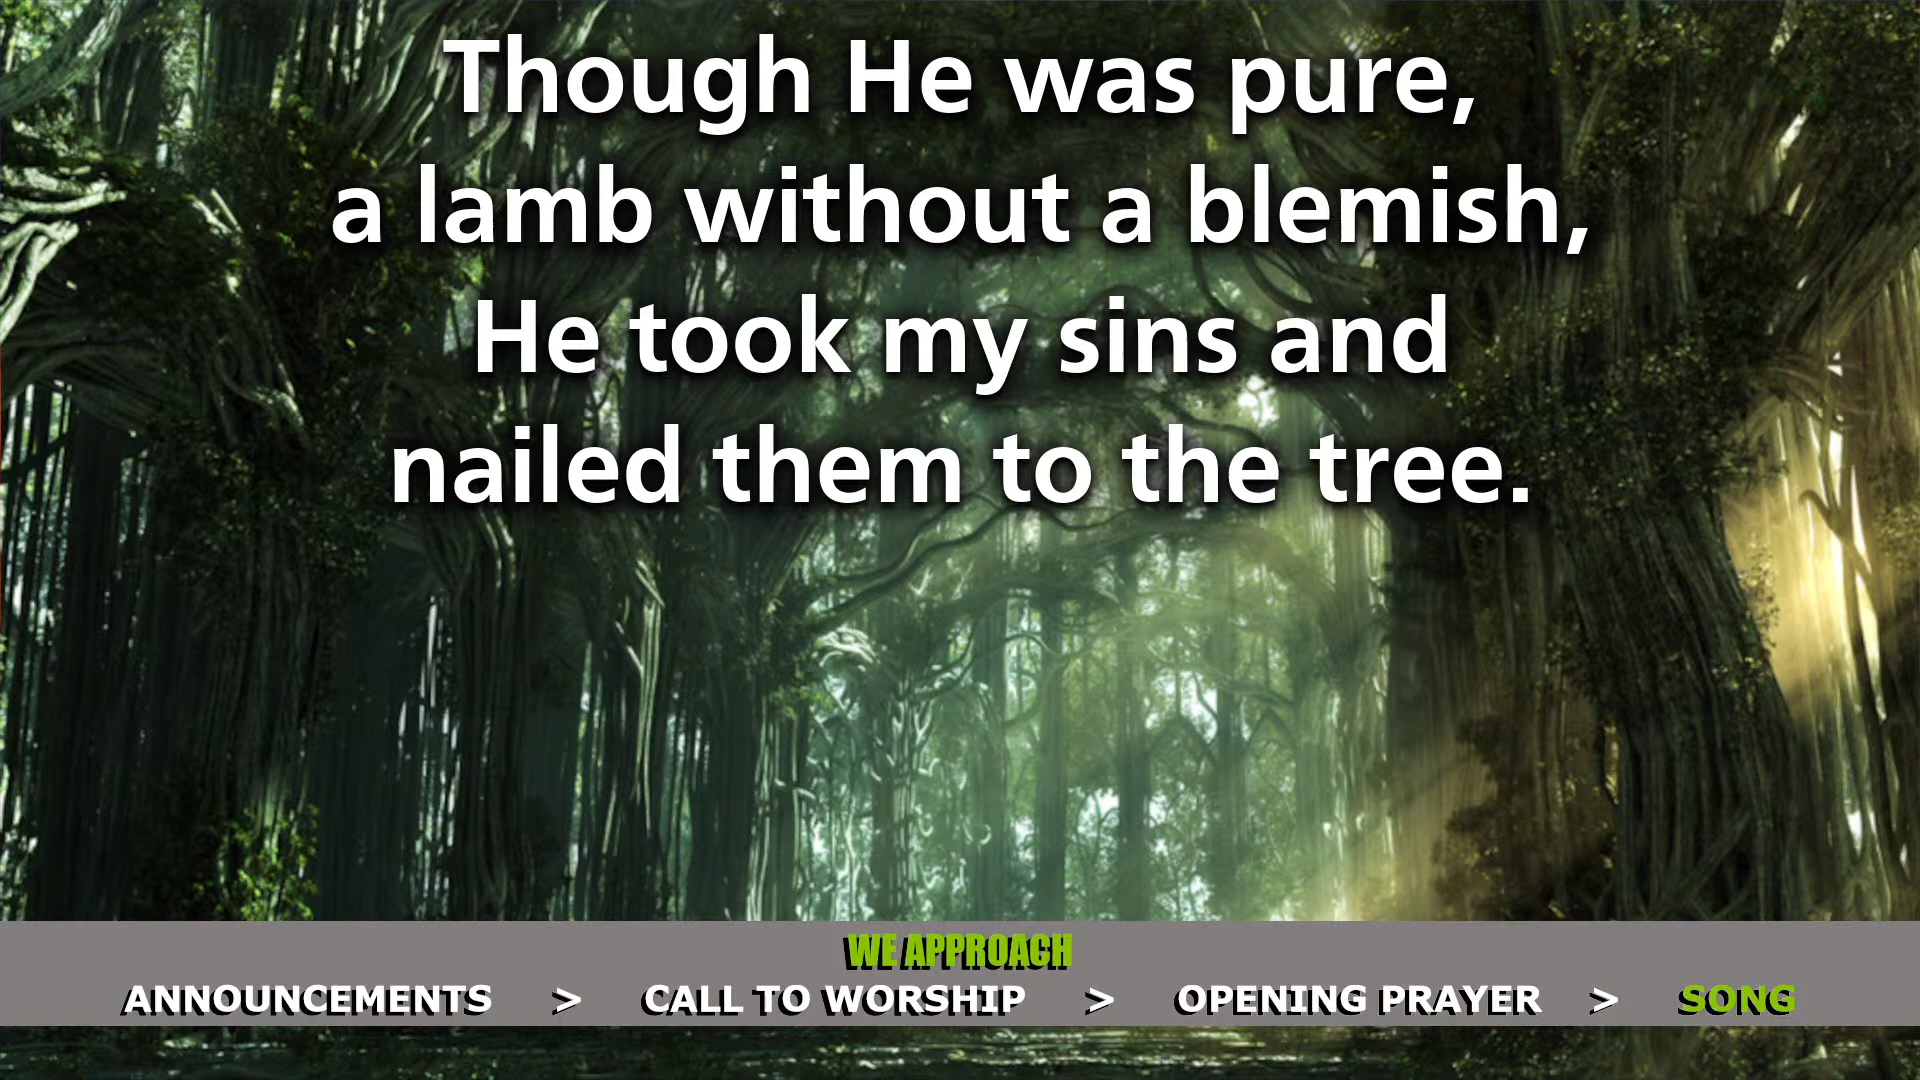 Though He was pure,
a lamb without a blemish,
He took my sins and
nailed them to the tree.
WE APPROACH
ANNOUNCEMENTS > CALL TO WORSHIP > OPENING PRAYER > SONG